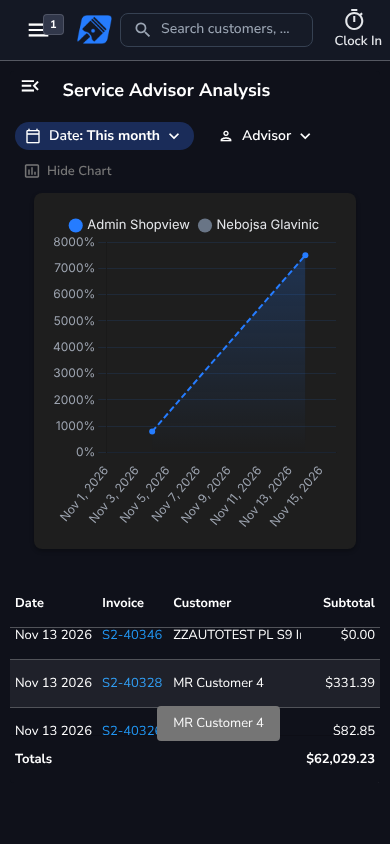 1
Search customers, ...
Clock In
Service Advisor Analysis
Date: This month
Advisor
Hide Chart
Admin Shopview
Nebojsa Glavinic
8000%
7000%
6000%
5000%
4000%
3000%
2000%
1000%
0%
Nov 1, 2026
Nov 3, 2026
Nov 5, 2026
Nov 7, 2026
Nov 9, 2026
Nov 11, 2026
Nov 13, 2026
Nov 15, 2026
Date Invoice Customer Subtotal
Nov 13 2026 S2-40346 ZZAUTOTEST PL S9 $0.00
Nov 13 2026 S2-40328 MR Customer 4 $331.39
MR Customer 4
Nov 13 2026 $82.85
Totals $62,029.23